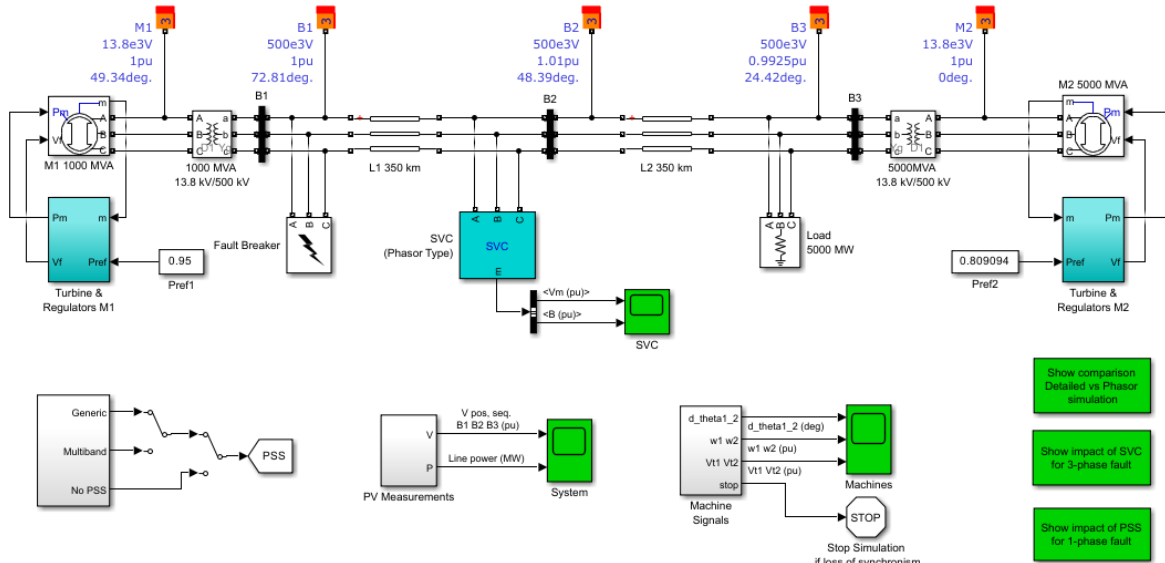 M1
13.8e3V
1pu
49.34deg.
B1
500e3V
1pu
72.81deg.
B2
500e3V
1.01pu
48.39deg.
B3
500e3V
0.9925pu
24.42deg.
M2
13.8e3V
1pu
0deg.
3
3
3
3
3
M2 5000 MVA
B1
B2
B3
Pm
m
A
B
C
Vf
M1 1000 MVA
A
B
C
a
b
c
1000 MVA
13.8 kV/500 kV
L1 350 km
L2 350 km
a
b
c
A
B
C
5000MVA
13.8 kV/500 kV
m
Pm
A
B
Vf
C
Pm
m
Vf
Pref
Turbine &
Regulators M1
0.95
Pref1
Fault Breaker
A
B
C
SVC
(Phasor Type)
A
B
C
SVC
m
<Vm (pu)>
<B (pu)>
SVC
A
B
C
Load
5000 MW
0.809094
Pref2
m
Pm
Pref
Vf
Turbine &
Regulators M2
Generic
Multiband
No PSS
PSS
V
P
PV Measurements
V pos, seq.
B1 B2 B3 (pu)
Line power (MW)
System
d_theta1_2
w1 w2
Vt1 Vt2
stop
Machine
Signals
d_theta1_2 (deg)
w1 w2 (pu)
Vt1 Vt2 (pu)
Machines
STOP
Stop Simulation
if loss of synchronism
Show comparison
Detailed vs Phasor
simulation
Show impact of SVC
for 3-phase fault
Show impact of PSS
for 1-phase fault